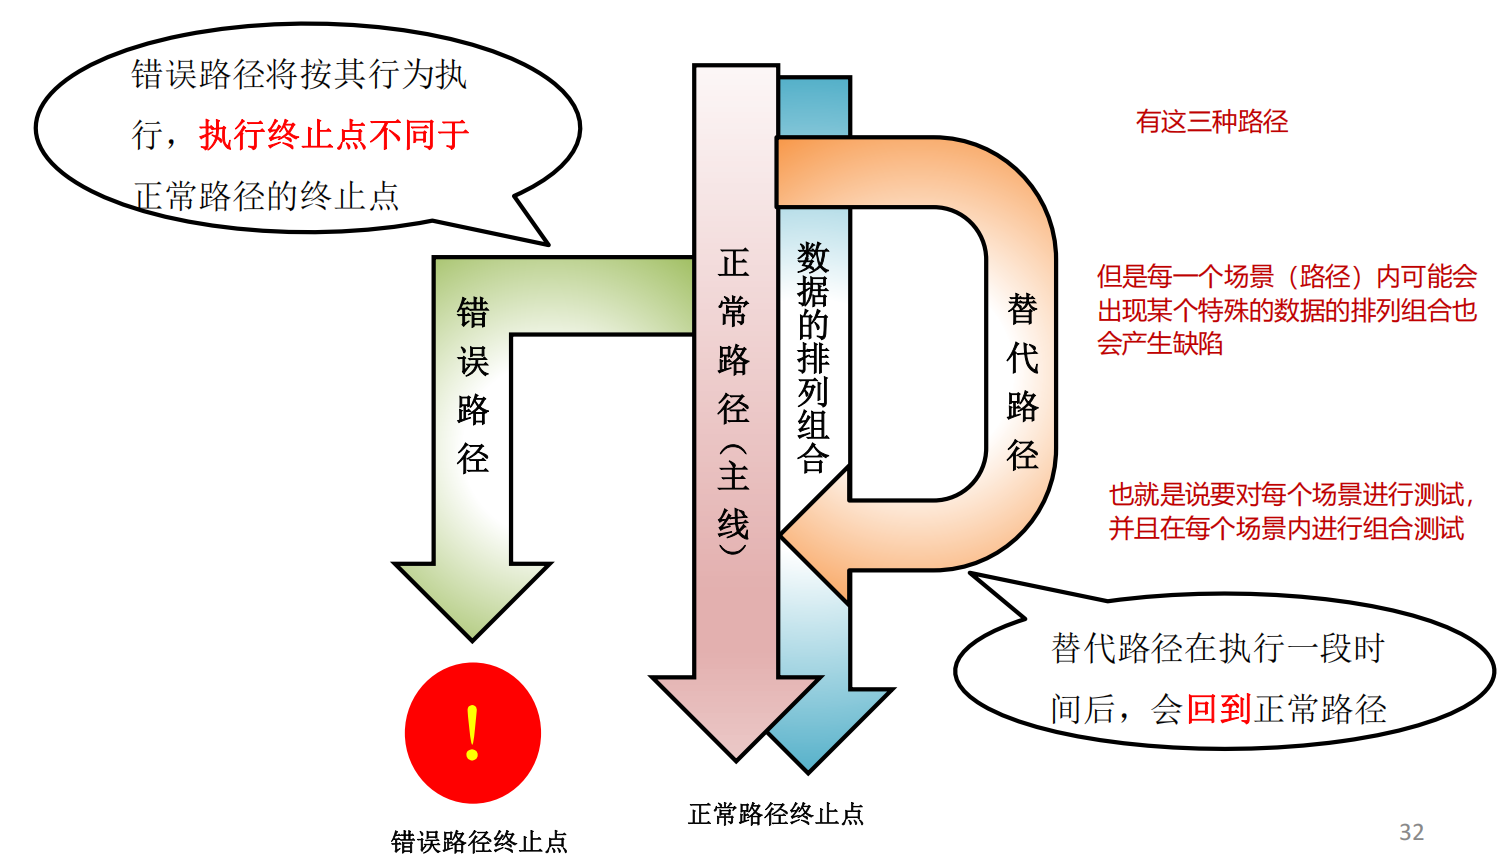 错误路径将按其行为执
行，执行终止点不同于
正常路径的终止点
有这三种路径
错误路径
正常路径（主线）
数据的排列组合
替代路径
但是每一个场景（路径）内可能会
出现某个特殊的数据的排列组合也
会产生缺陷
也就是说要对每个场景进行测试，
并且在每个场景内进行组合测试
替代路径在执行一段时
间后，会回到正常路径
!
错误路径终止点
正常路径终止点
32